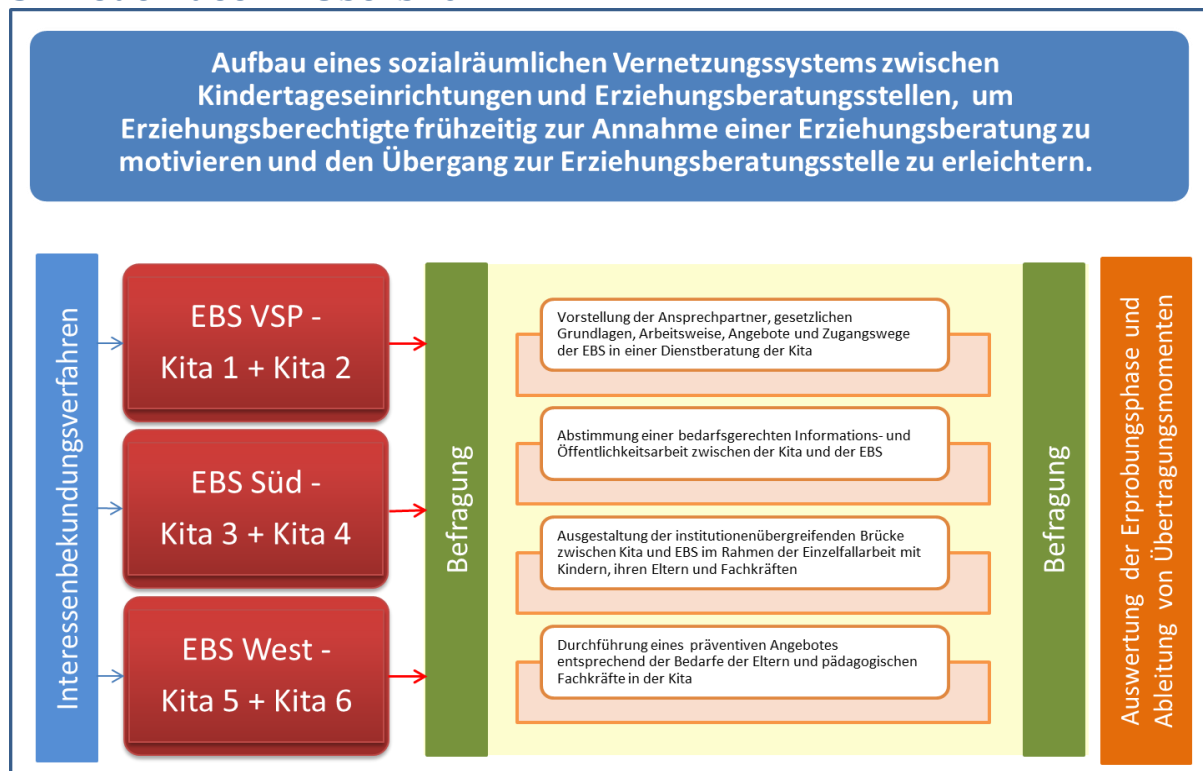 Aufbau eines sozialräumlichen Vernetzungssystems zwischen
Kindertageseinrichtungen und Erziehungsberatungsstellen, um
Erziehungsberechtigte frühzeitig zur Annahme einer Erziehungsberatung zu
motivieren und den Übergang zur Erziehungsberatungsstelle zu erleichtern.
Interessenbekundungsverfahren
EBS VSP -
Kita 1 + Kita 2
EBS Süd -
Kita 3 + Kita 4
EBS West -
Kita 5 + Kita 6
Befragung
Vorstellung der Ansprechpartner, gesetzlichen
Grundlagen, Arbeitsweise, Angebote und Zugangswege
der EBS in einer Dienstberatung der Kita
Abstimmung einer bedarfsgerechten Informations- und
Öffentlichkeitsarbeit zwischen der Kita und der EBS
Ausgestaltung der institutionenübergreifenden Brücke
zwischen Kita und EBS im Rahmen der Einzelfallarbeit mit
Kindern, ihren Eltern und Fachkräften
Durchführung eines präventiven Angebotes
entsprechend der Bedarfe der Eltern und pädagogischen
Fachkräfte in der Kita
Befragung
Auswertung der Erprobungsphase und
Ableitung von Übertragungsmomenten